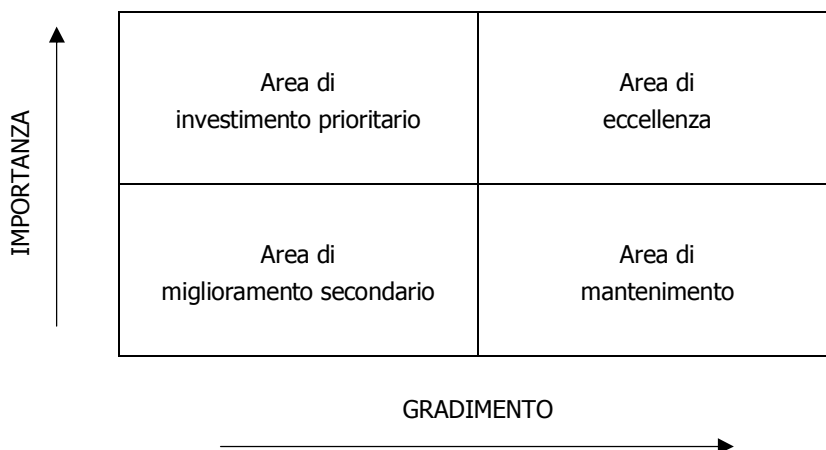 IMPORTANZA
Area di
investimento prioritario
Area di
eccellenza
Area di
miglioramento secondario
Area di
mantenimento
GRADIMENTO